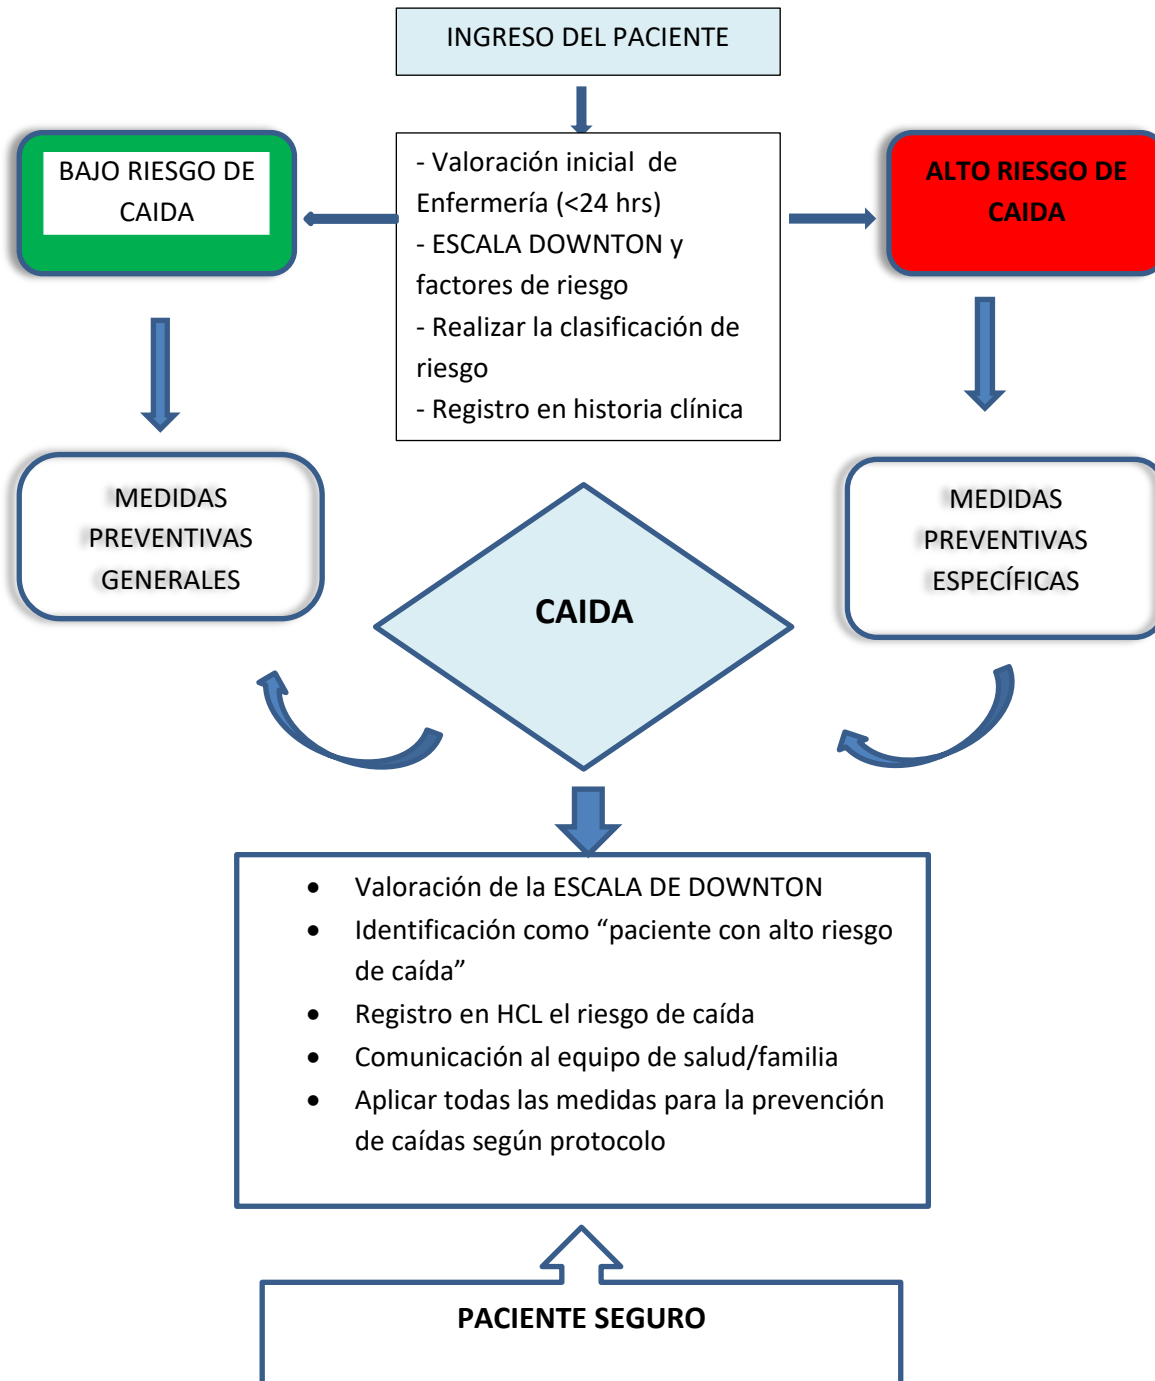 INGRESO DEL PACIENTE
BAJO RIESGO DE
CAIDA
- Valoración inicial de
Enfermería (<24 hrs)
- ESCALA DOWNTON y
factores de riesgo
- Realizar la clasificación de
riesgo
- Registro en historia clínica
ALTO RIESGO DE
CAIDA
MEDIDAS
PREVENTIVAS
GENERALES
CAIDA
MEDIDAS
PREVENTIVAS
ESPECÍFICAS
• Valoración de la ESCALA DE DOWNTON
• Identificación como “paciente con alto riesgo
de caída”
• Registro en HCL el riesgo de caída
• Comunicación al equipo de salud/familia
• Aplicar todas las medidas para la prevención
de caídas según protocolo
PACIENTE SEGURO